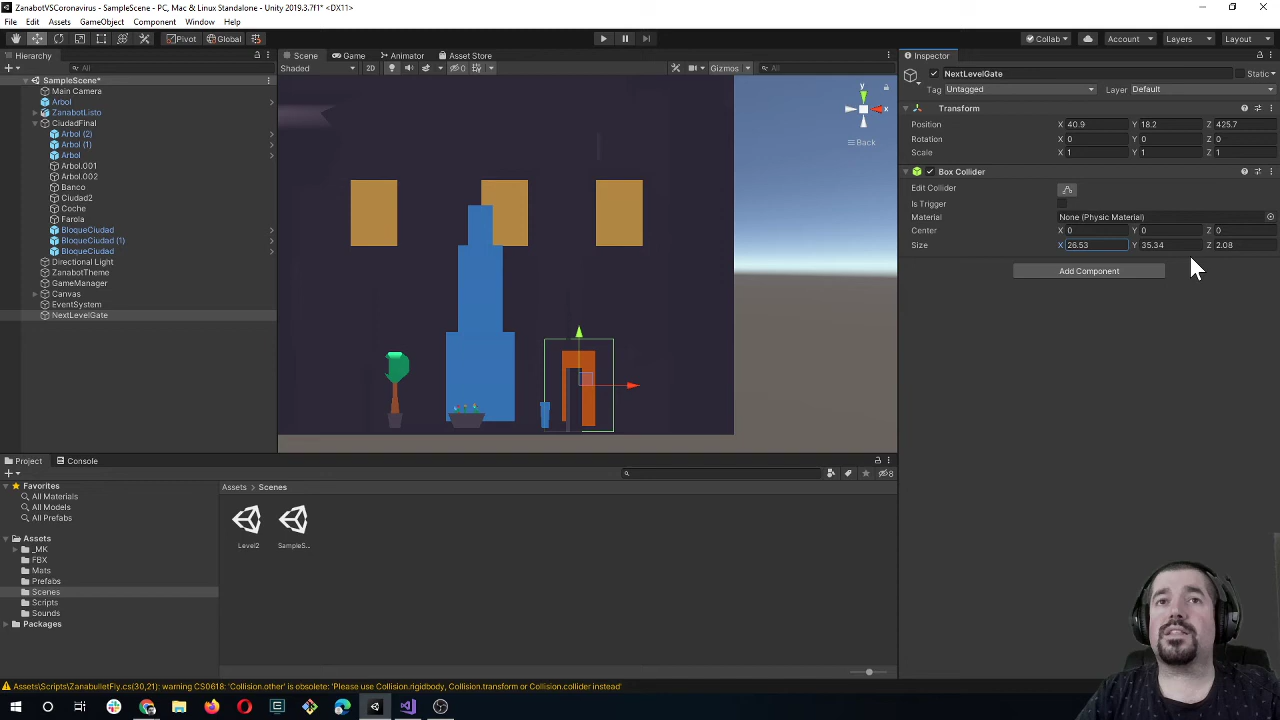 ZanabotVSCoronavirus - SampleScene - PC, Mac & Linux Standalone - Unity 2019.3.7f1* <DX11>
File Edit Assets GameObject Component Window Help
Pivot Global Collab Account Layers Layout
Hierarchy
All
SampleScene*
Main Camera
Arbol
ZanabotListo
CiudadFinal
Arbol (2)
Arbol (1)
Arbol
Arbol.001
Arbol.002
Banco
Ciudad2
Coche
Farola
BloqueCiudad
BloqueCiudad (1)
BloqueCiudad
Directional Light
ZanabotTheme
GameManager
Canvas
EventSystem
NextLevelGate
Scene Game Animator Asset Store
Shaded 2D 0 Gizmos All
y
x
Back
Inspector
NextLevelGate Static
Tag Untagged Layer Default
Transform
Position X 40.9 Y 18.2 Z 425.7
Rotation X 0 Y 0 Z 0
Scale X 1 Y 1 Z 1
Box Collider
Edit Collider
Is Trigger
Material None (Physic Material)
Center X 0 Y 0 Z 0
Size X 26.53 Y 35.34 Z 2.08
Add Component
Project Console
8
Favorites
All Materials
All Models
All Prefabs
Assets
_MK
FBX
Mats
Prefabs
Scenes
Scripts
Sounds
Packages
Assets Scenes
Level2 SampleS...
Assets\Scripts\ZanabulletFly.cs(30,21): warning CS0618: 'Collision.other' is obsolete: 'Please use Collision.rigidbody, Collision.transform or Collision.collider instead'